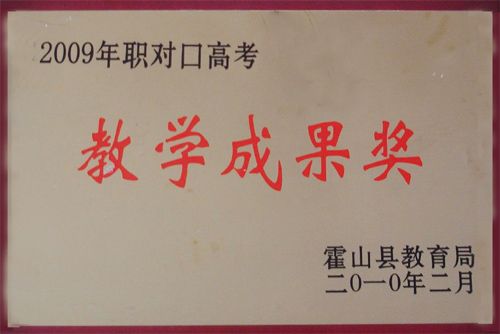 2009年职对口高考
教学成果奖
霍山县教育局
二〇一〇年二月